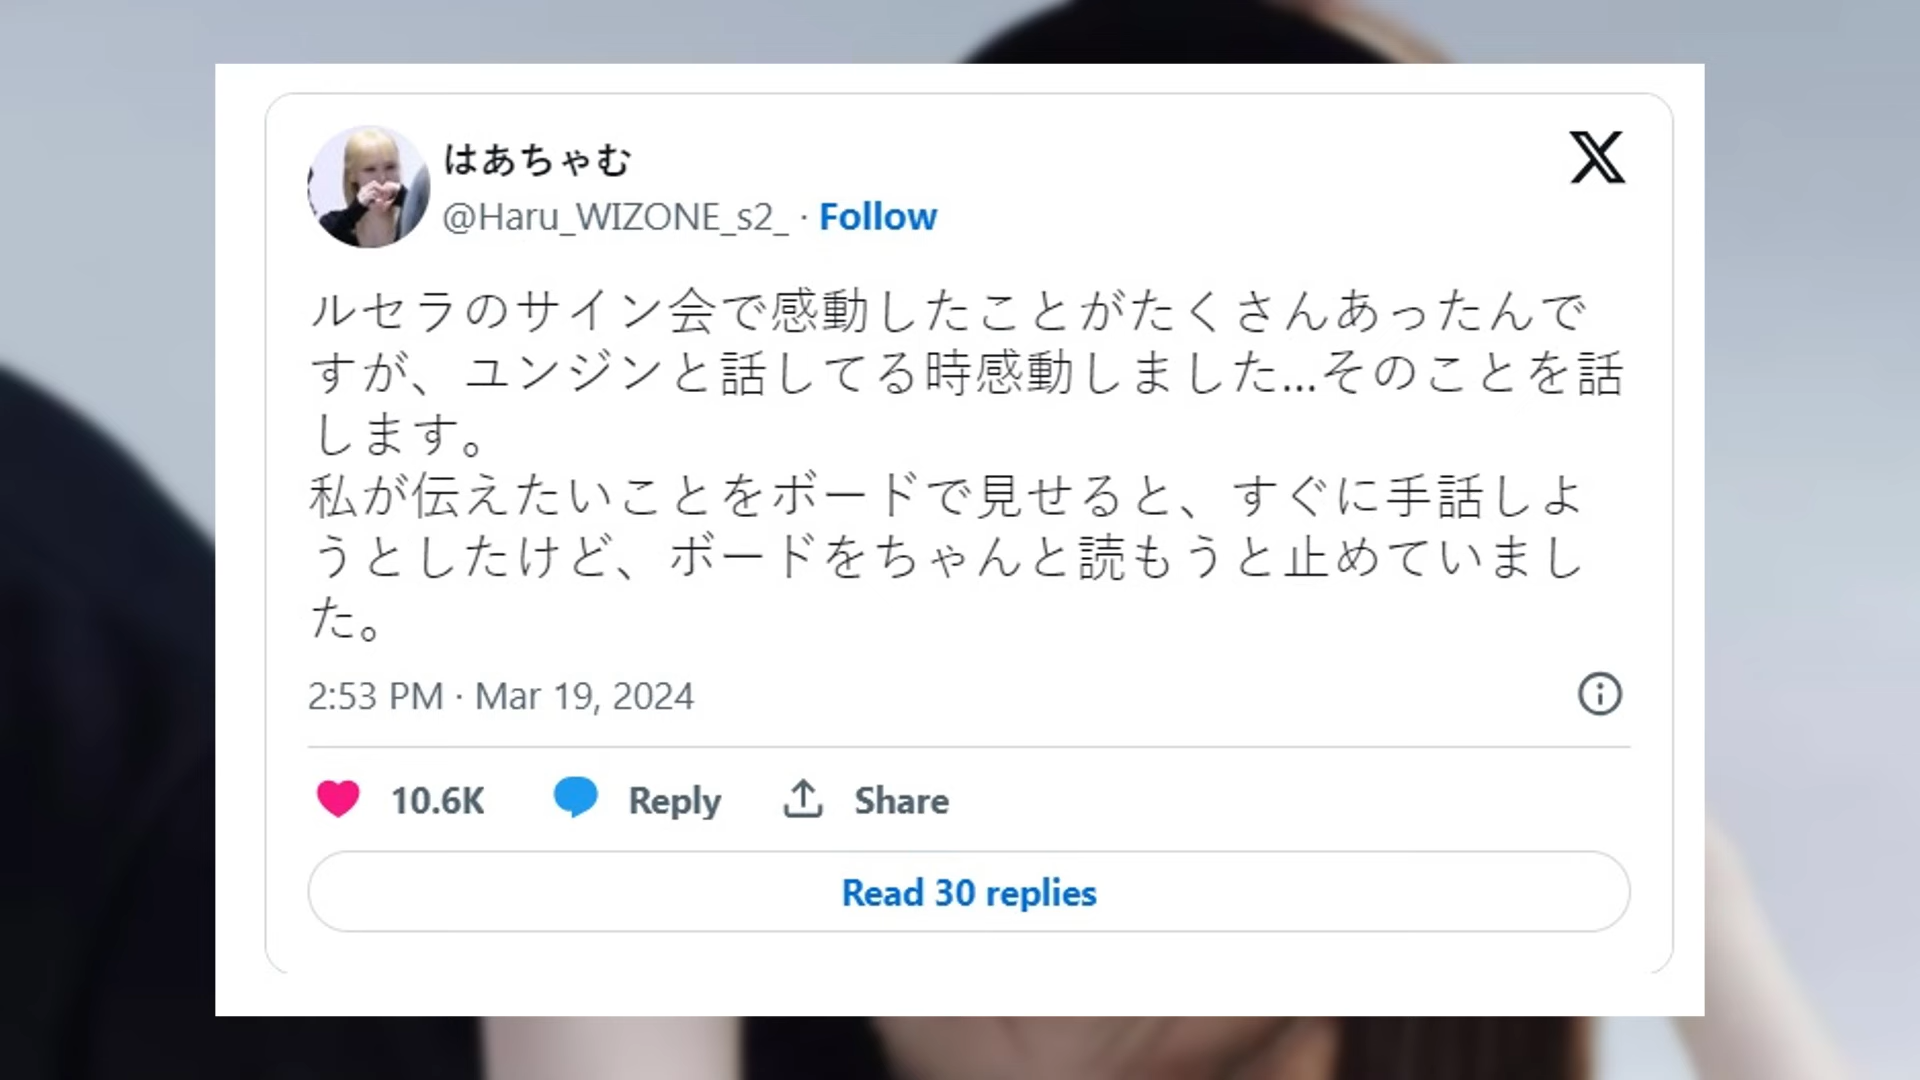 はあちゃむ
@Haru_WIZONE_s2_ · Follow
ルセラのサイン会で感動したことがたくさんあったんで
すが、ユンジンと話してる時感動しました...そのことを話
します。
私が伝えたいことをボードで見せると、すぐに手話しよ
うとしたけど、ボードをちゃんと読もうと止めていまし
た。
2:53 PM · Mar 19, 2024
10.6K Reply Share
Read 30 replies